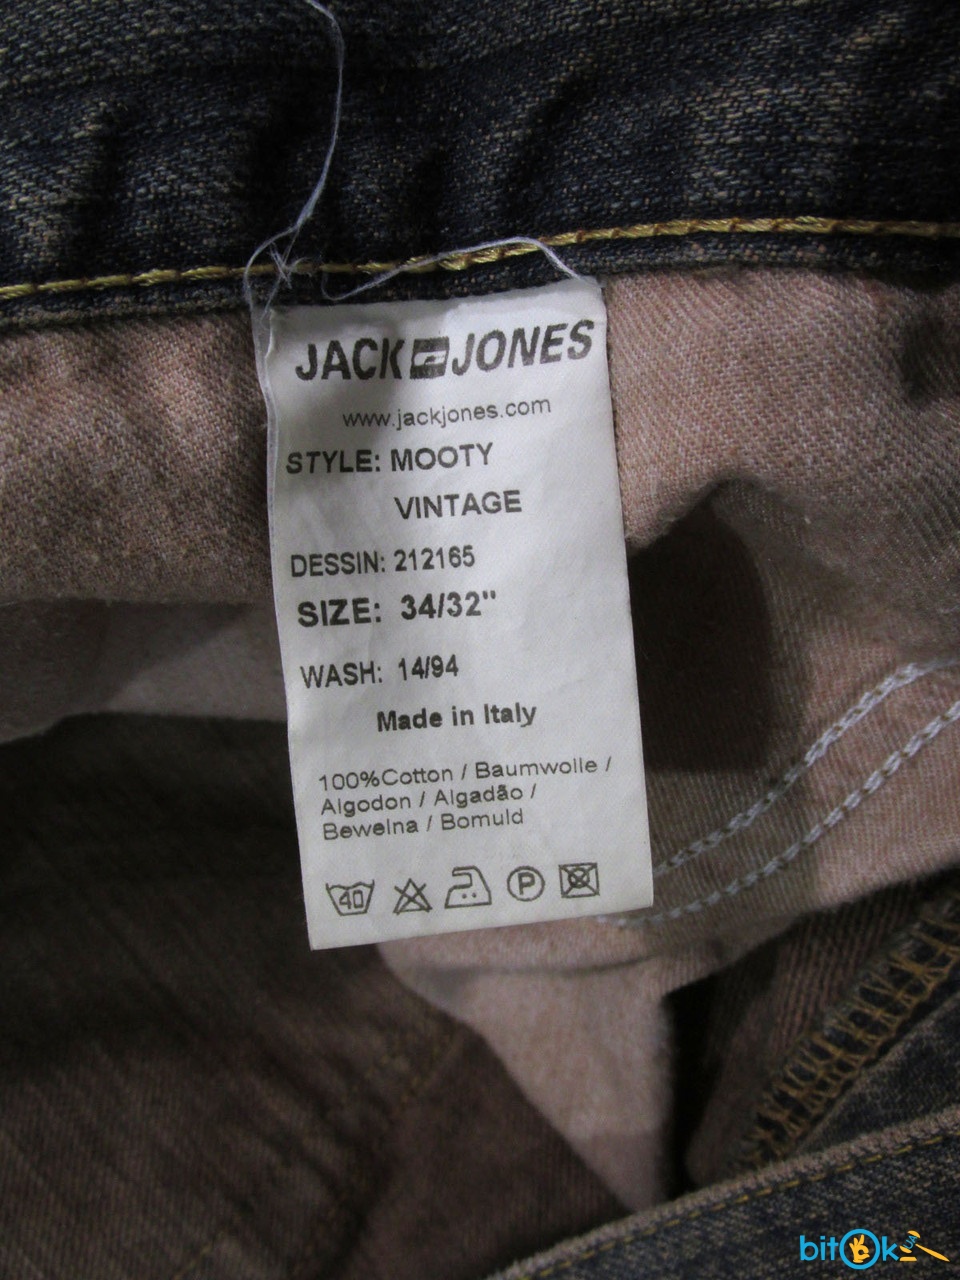 JACK JONES
www.jackjones.com
STYLE: MOOTY
VINTAGE
DESSIN: 212165
SIZE: 34/32"
WASH: 14/94
Made in Italy
100%Cotton / Baumwolle /
Algodon / Algadão /
Bewelna / Bomuld
40 P
bitOk